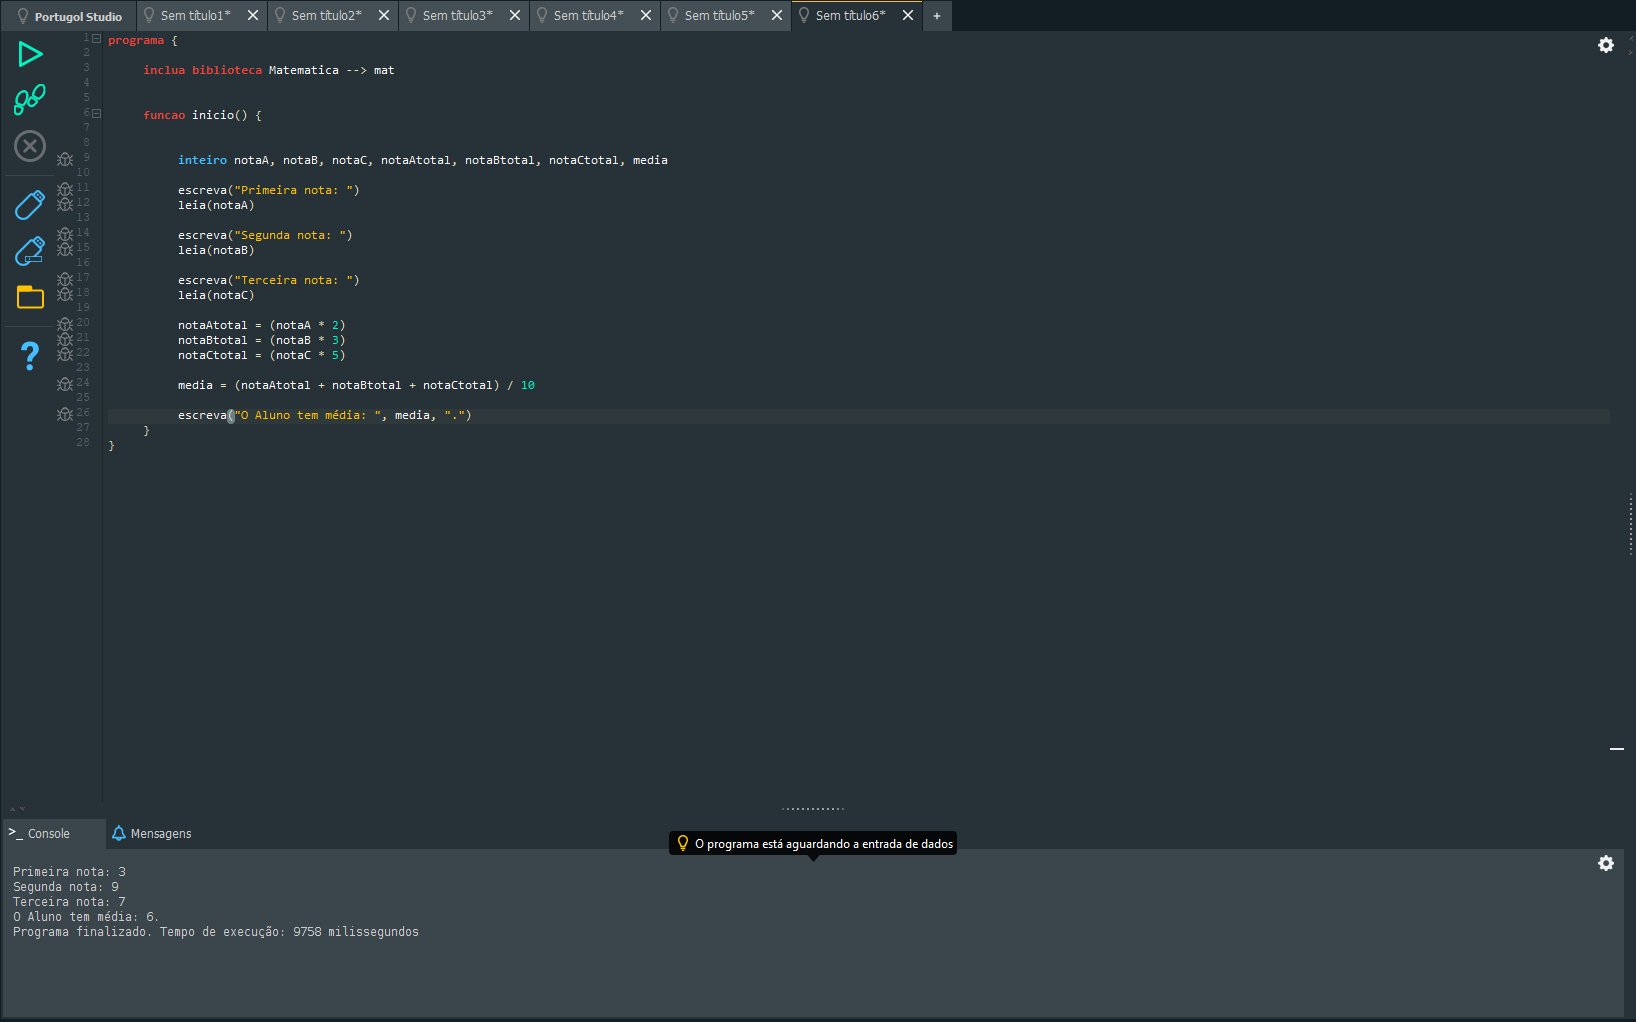 Portugol Studio
Sem título1*
Sem título2*
Sem título3*
Sem título4*
Sem título5*
Sem título6*
+
1 programa {
2
3 inclua biblioteca Matematica --> mat
4
5
6 funcao inicio() {
7
8
9 inteiro notaA, notaB, notaC, notaAtotal, notaBtotal, notaCtotal, media
10
11 escreva("Primeira nota: ")
12 leia(notaA)
13
14 escreva("Segunda nota: ")
15 leia(notaB)
16
17 escreva("Terceira nota: ")
18 leia(notaC)
19
20 notaAtotal = (notaA * 2)
21 notaBtotal = (notaB * 3)
22 notaCtotal = (notaC * 5)
23
24 media = (notaAtotal + notaBtotal + notaCtotal) / 10
25
26 escreva("O Aluno tem média: ", media, ".")
27 }
28 }
>_ Console
Mensagens
O programa está aguardando a entrada de dados
Primeira nota: 3
Segunda nota: 9
Terceira nota: 7
O Aluno tem média: 6.
Programa finalizado. Tempo de execução: 9758 milissegundos